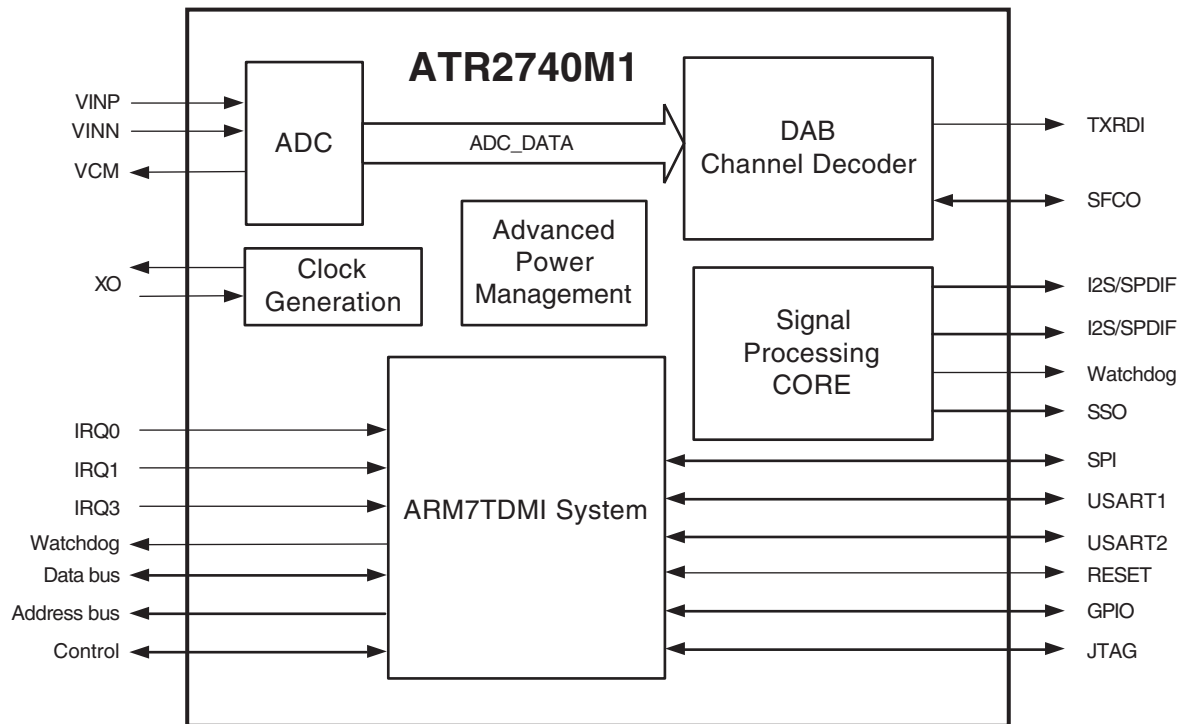 ATR2740M1
VINP
VINN
VCM
ADC
ADC_DATA
DAB
Channel Decoder
TXRDI
SFCO
XO
Clock
Generation
Advanced
Power
Management
Signal
Processing
CORE
I2S/SPDIF
I2S/SPDIF
Watchdog
SSO
IRQ0
IRQ1
IRQ3
Watchdog
Data bus
Address bus
Control
ARM7TDMI System
SPI
USART1
USART2
RESET
GPIO
JTAG